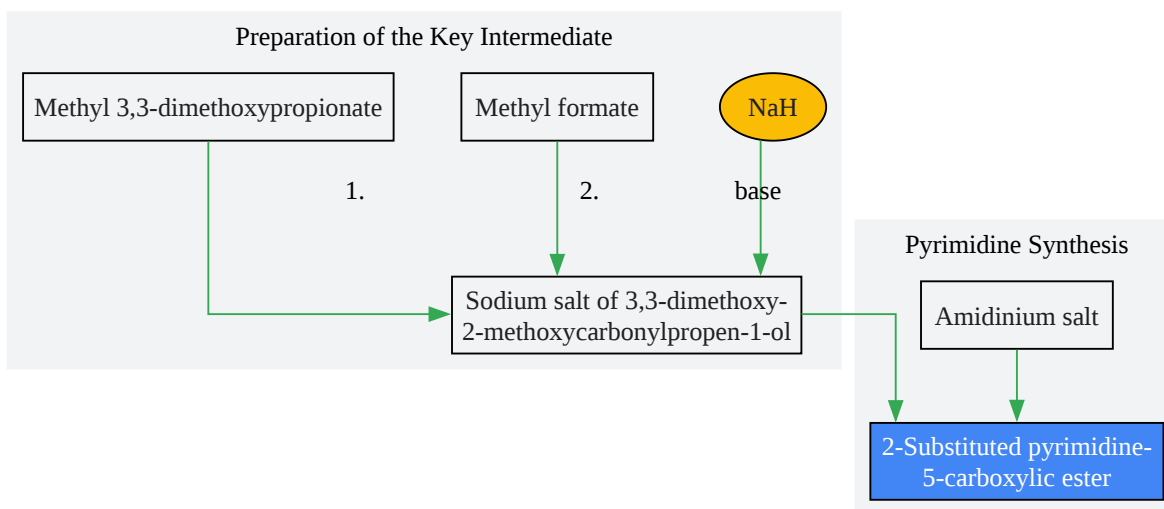 Preparation of the Key Intermediate
Methyl 3,3-dimethoxypropionate
Methyl formate
NaH
1.
2.
base
Sodium salt of 3,3-dimethoxy-
2-methoxycarbonylpropen-1-ol
Pyrimidine Synthesis
Amidinium salt
2-Substituted pyrimidine-
5-carboxylic ester